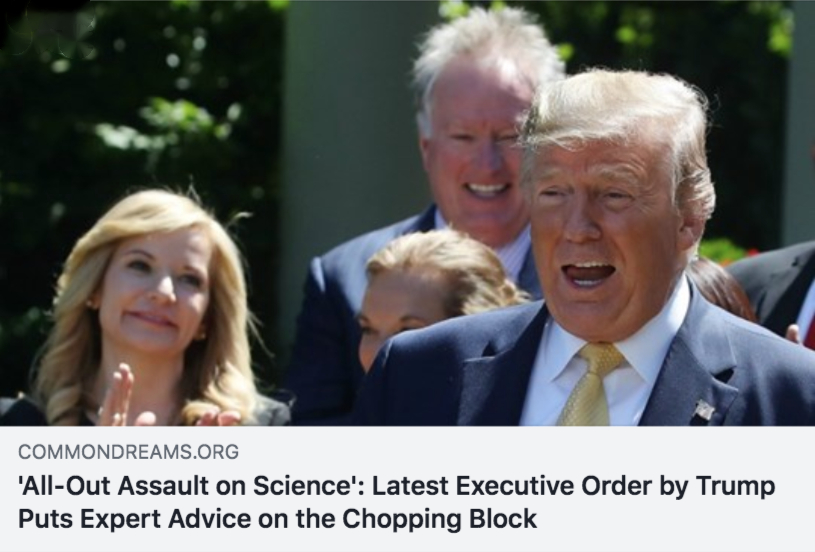 COMMONDREAMS.ORG
'All-Out Assault on Science': Latest Executive Order by Trump
Puts Expert Advice on the Chopping Block